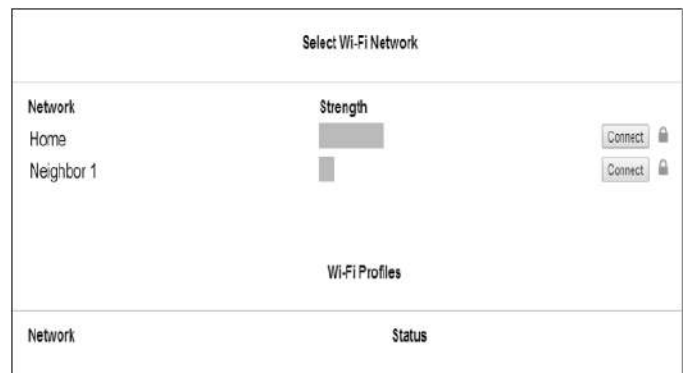 Select Wi-Fi Network
Network Strength
Home Connect
Neighbor 1 Connect
Wi-Fi Profiles
Network Status